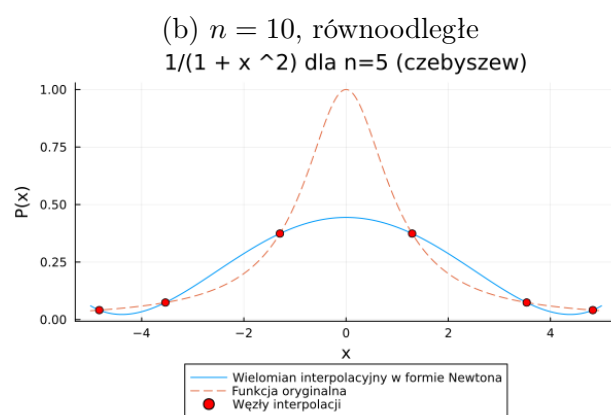 (b) n = 10, równoodległe
1/(1 + x ^2) dla n=5 (czebyszew)
1.00
0.75
P(x)
0.50
0.25
0.00
−4 −2 0 2 4
x
Wielomian interpolacyjny w formie Newtona
Funkcja oryginalna
Węzły interpolacji